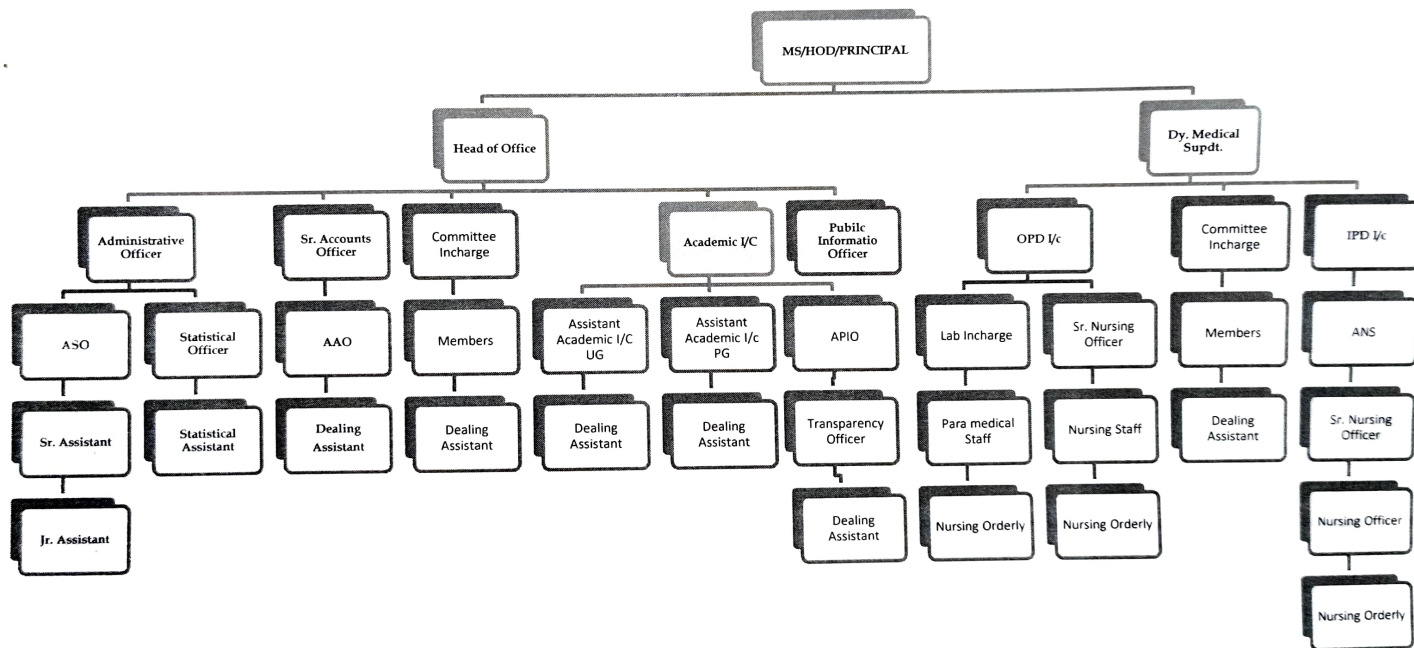 MS/HOD/PRINCIPAL
Head of Office
Dy. Medical
Supdt.
Administrative
Officer
Sr. Accounts
Officer
Committee
Incharge
Academic I/C
Pubilc
Informatio
Officer
OPD I/c
Committee
Incharge
IPD I/c
ASO
Statistical
Officer
AAO
Members
Assistant
Academic I/C
UG
Assistant
Academic I/c
PG
APIO
Lab Incharge
Sr. Nursing
Officer
Members
ANS
Sr. Assistant
Statistical
Assistant
Dealing
Assistant
Dealing
Assistant
Dealing
Assistant
Dealing
Assistant
Transparency
Officer
Para medical
Staff
Nursing Staff
Dealing
Assistant
Sr. Nursing
Officer
Jr. Assistant
Dealing
Assistant
Nursing Orderly
Nursing Orderly
Nursing Officer
Nursing Orderly